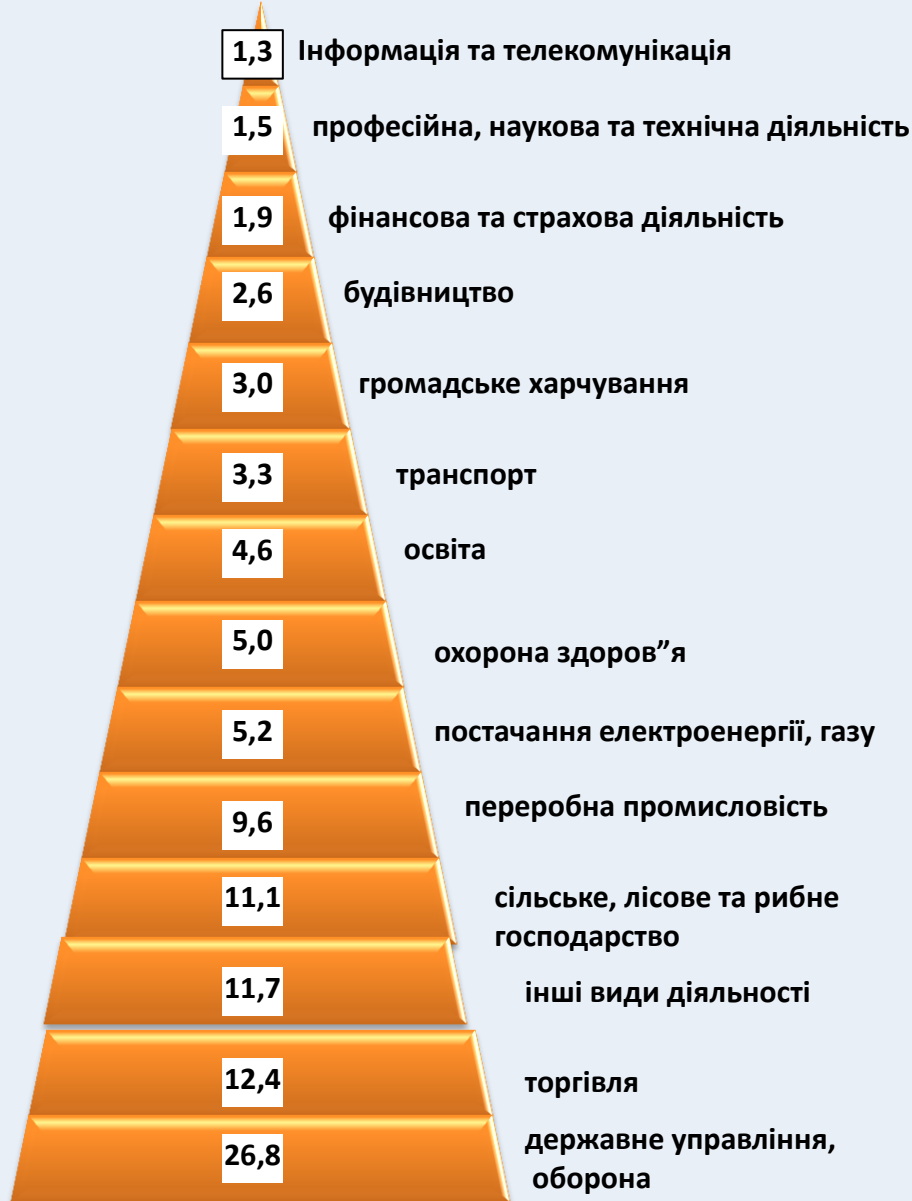 1,3 Інформація та телекомунікація
1,5 професійна, наукова та технічна діяльність
1,9 фінансова та страхова діяльність
2,6 будівництво
3,0 громадське харчування
3,3 транспорт
4,6 освіта
5,0 охорона здоров”я
5,2 постачання електроенергії, газу
9,6 переробна промисловість
11,1 сільське, лісове та рибне
господарство
11,7 інші види діяльності
12,4 торгівля
26,8 державне управління,
оборона